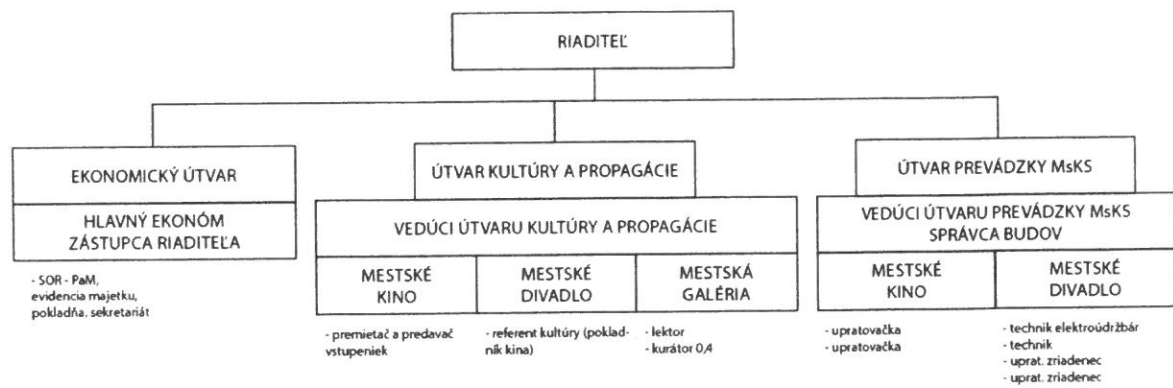 RIADITEĽ
EKONOMICKÝ ÚTVAR
HLAVNÝ EKONÓM
ZÁSTUPCA RIADITEĽA
- SOR - PaM,
evidencia majetku,
pokladňa, sekretariát
ÚTVAR KULTÚRY A PROPAGÁCIE
VEDÚCI ÚTVARU KULTÚRY A PROPAGÁCIE
MESTSKÉ
KINO
- premietač a predavač
vstupeniek
MESTSKÉ
DIVADLO
- referent kultúry (poklad-
ník kina)
MESTSKÁ
GALÉRIA
- lektor
- kurátor 0,4
ÚTVAR PREVÁDZKY MsKS
VEDÚCI ÚTVARU PREVÁDZKY MsKS
SPRÁVCA BUDOV
MESTSKÉ
KINO
- upratovačka
- upratovačka
MESTSKÉ
DIVADLO
- technik elektroúdržbár
- technik
- uprat. zriadenec
- uprat. zriadenec